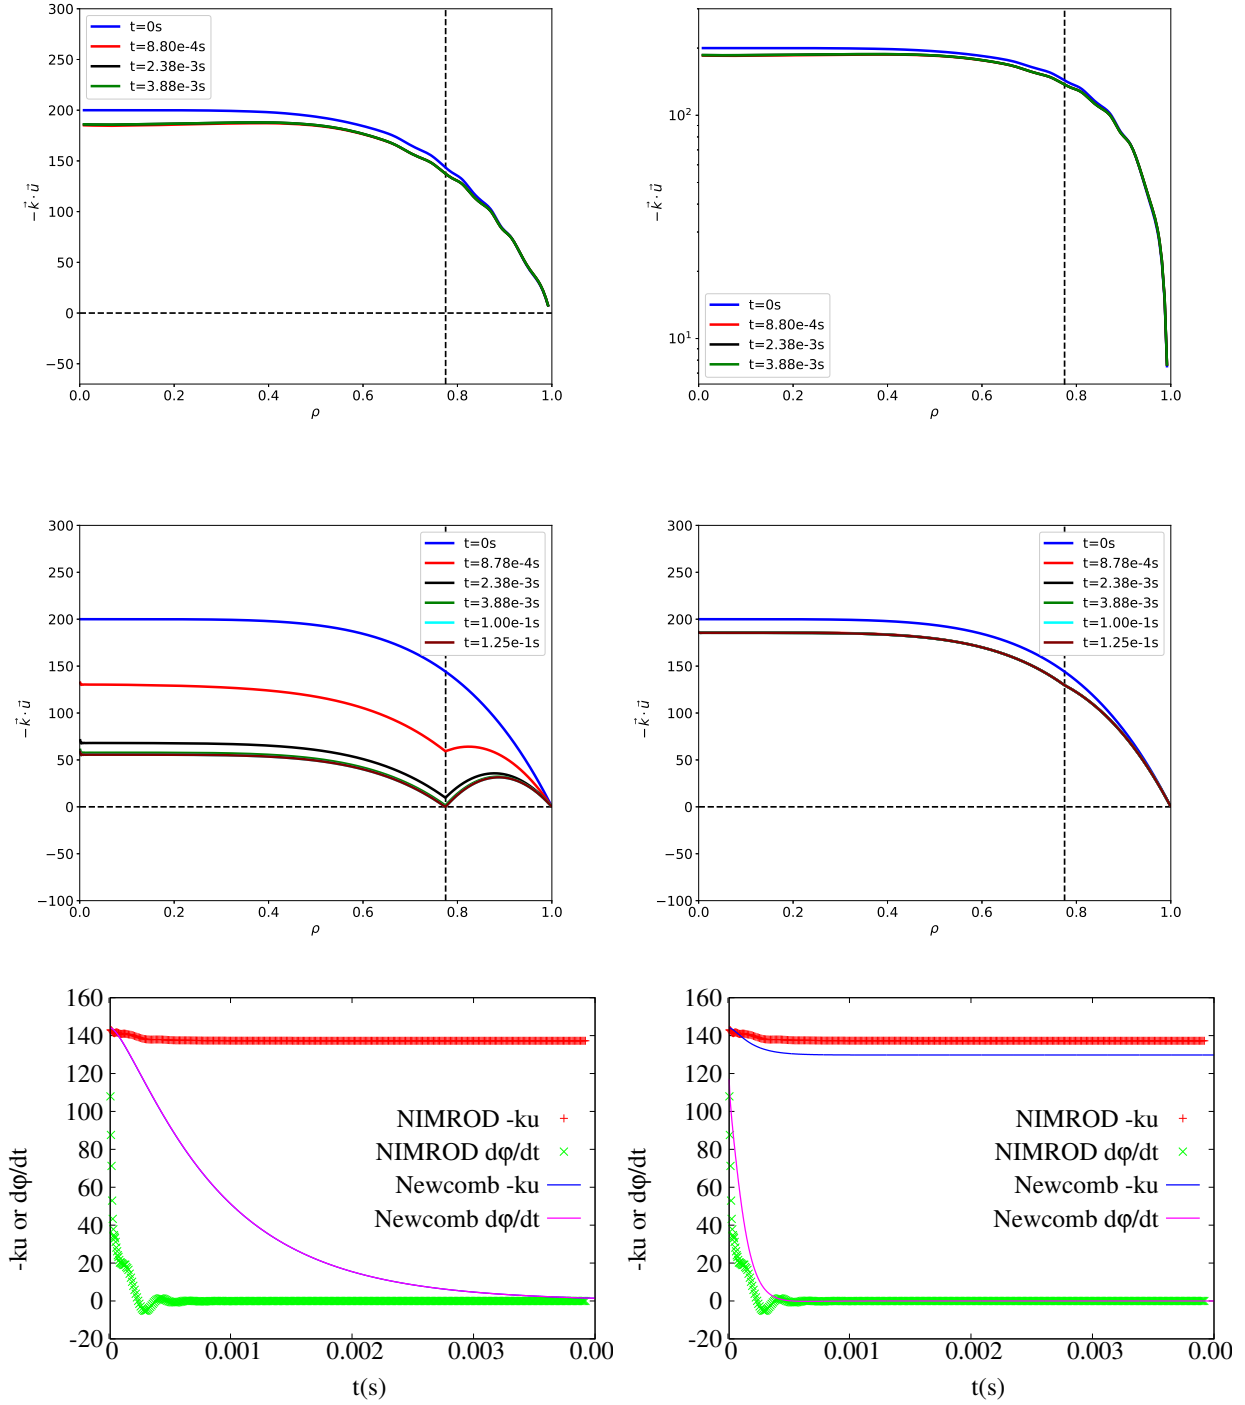 300
250
200
150
100
50
0
−50
−k⃗ · u⃗
t=0s
t=8.80e-4s
t=2.38e-3s
t=3.88e-3s
0.0 0.2 0.4 0.6 0.8 1.0
ρ
10²
10¹
−k⃗ · u⃗
t=0s
t=8.80e-4s
t=2.38e-3s
t=3.88e-3s
0.0 0.2 0.4 0.6 0.8 1.0
ρ
300
250
200
150
100
50
0
−50
−100
−k⃗ · u⃗
t=0s
t=8.78e-4s
t=2.38e-3s
t=3.88e-3s
t=1.00e-1s
t=1.25e-1s
0.0 0.2 0.4 0.6 0.8 1.0
ρ
300
250
200
150
100
50
0
−50
−100
−k⃗ · u⃗
t=0s
t=8.78e-4s
t=2.38e-3s
t=3.88e-3s
t=1.00e-1s
t=1.25e-1s
0.0 0.2 0.4 0.6 0.8 1.0
ρ
160
140
120
100
80
60
40
20
0
-20
-ku or dφ/dt
NIMROD -ku
NIMROD dφ/dt
Newcomb -ku
Newcomb dφ/dt
0 0.001 0.002 0.003 0.00
t(s)
160
140
120
100
80
60
40
20
0
-20
-ku or dφ/dt
NIMROD -ku
NIMROD dφ/dt
Newcomb -ku
Newcomb dφ/dt
0 0.001 0.002 0.003 0.00
t(s)